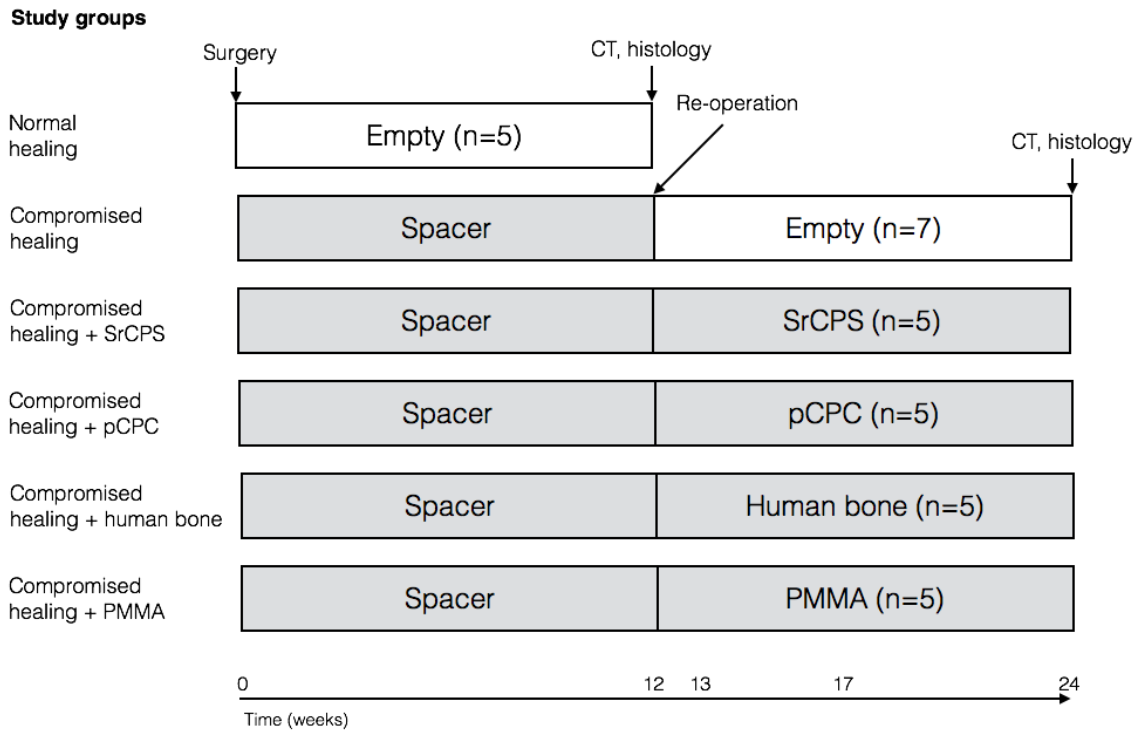 Study groups
Surgery
CT, histology
Re-operation
Normal
healing
Empty (n=5)
CT, histology
Compromised
healing
Spacer
Empty (n=7)
Compromised
healing + SrCPS
Spacer
SrCPS (n=5)
Compromised
healing + pCPC
Spacer
pCPC (n=5)
Compromised
healing + human bone
Spacer
Human bone (n=5)
Compromised
healing + PMMA
Spacer
PMMA (n=5)
0 12 13 17 24
Time (weeks)